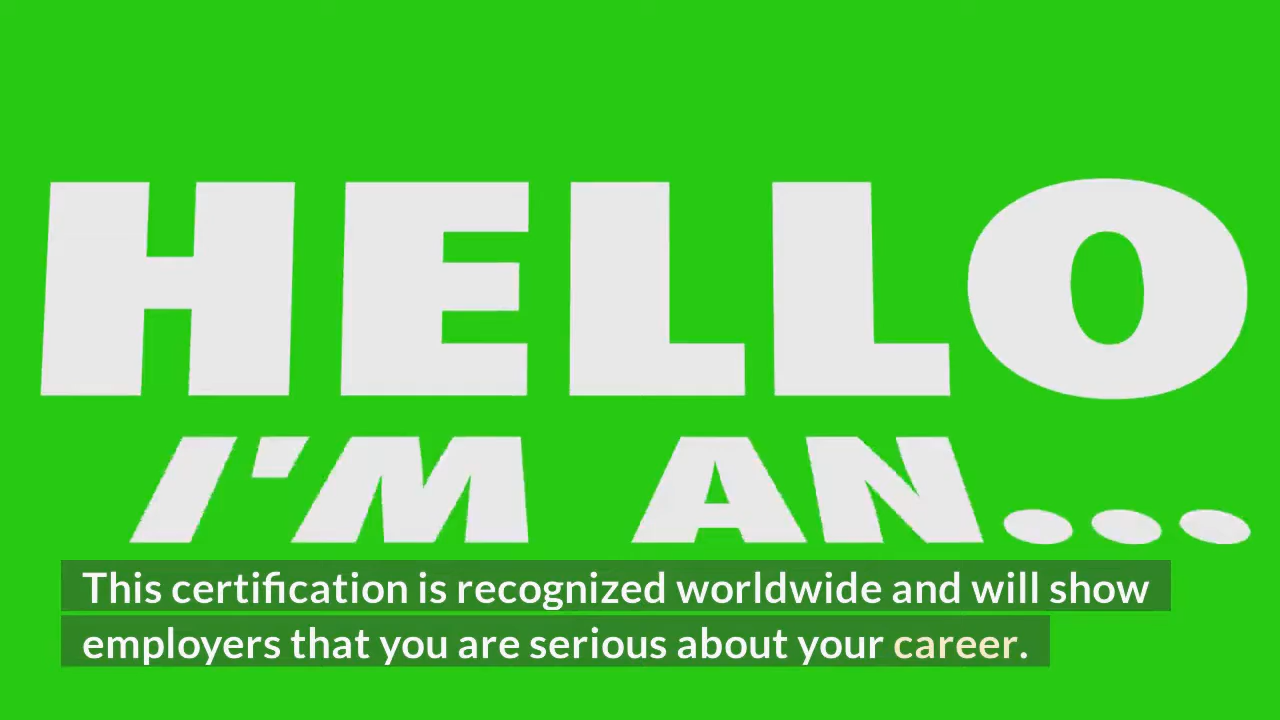 HELLO
I'M AN...
This certification is recognized worldwide and will show
employers that you are serious about your career.